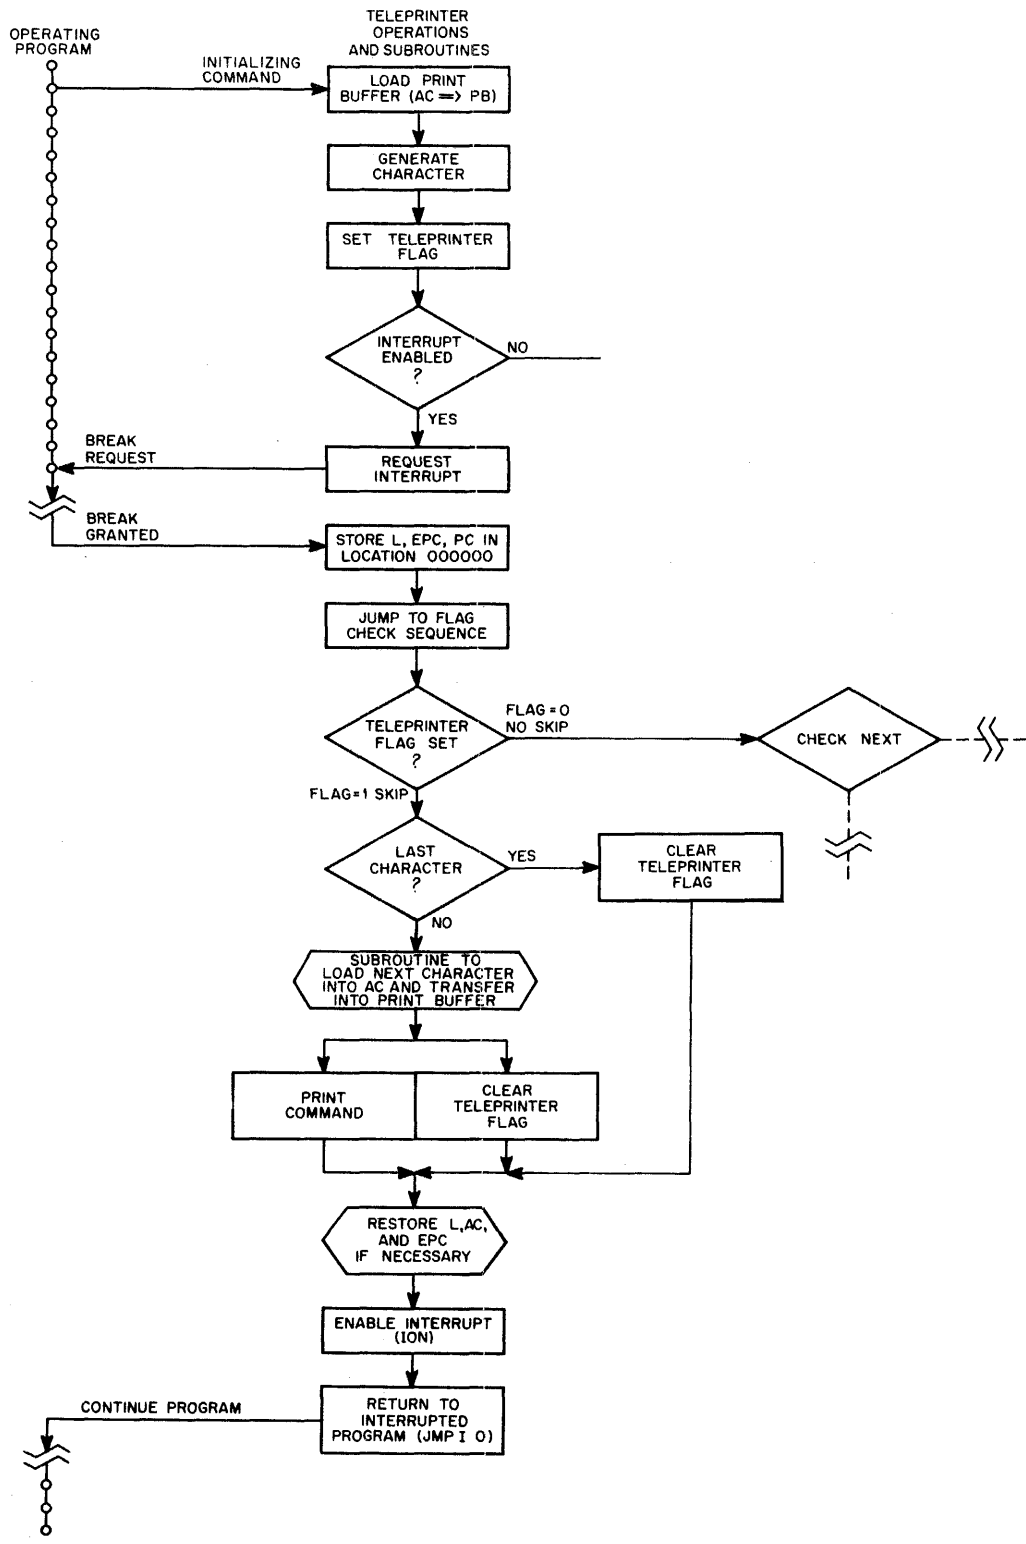 OPERATING
PROGRAM
TELEPRINTER
OPERATIONS
AND SUBROUTINES
INITIALIZING
COMMAND
LOAD PRINT
BUFFER (AC => PB)
GENERATE
CHARACTER
SET TELEPRINTER
FLAG
INTERRUPT
ENABLED
?
NO
YES
BREAK
REQUEST
REQUEST
INTERRUPT
BREAK
GRANTED
STORE L, EPC, PC IN
LOCATION 000000
JUMP TO FLAG
CHECK SEQUENCE
TELEPRINTER
FLAG SET
?
FLAG=0
NO SKIP
CHECK NEXT
FLAG=1 SKIP
LAST
CHARACTER
?
YES
CLEAR
TELEPRINTER
FLAG
NO
SUBROUTINE TO
LOAD NEXT CHARACTER
INTO AC AND TRANSFER
INTO PRINT BUFFER
PRINT
COMMAND
CLEAR
TELEPRINTER
FLAG
RESTORE L,AC,
AND EPC
IF NECESSARY
ENABLE INTERRUPT
(ION)
CONTINUE PROGRAM
RETURN TO
INTERRUPTED
PROGRAM (JMP I 0)